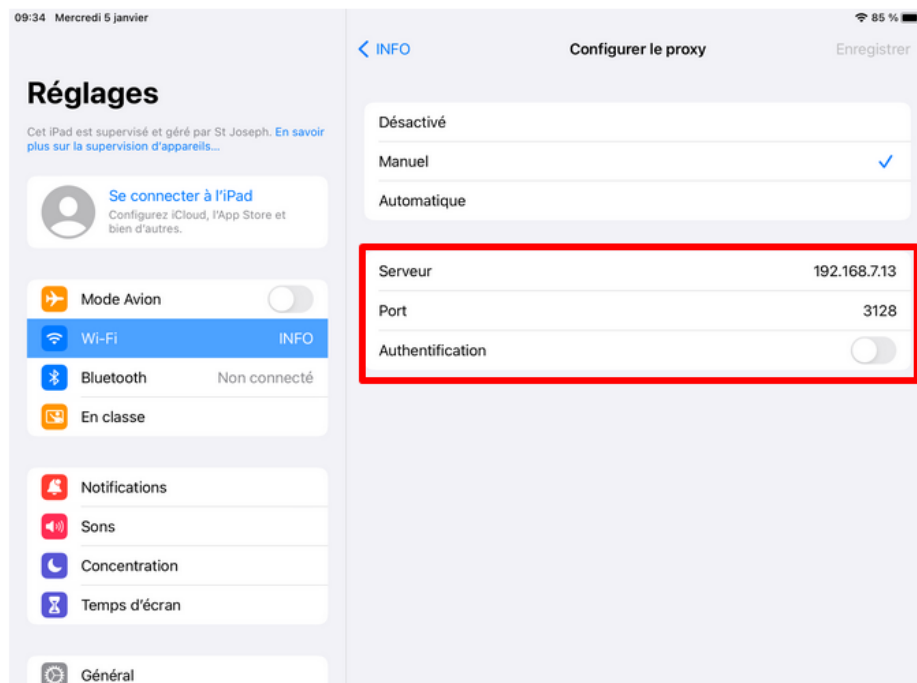 09:34 Mercredi 5 janvier
85 %
Réglages
Cet iPad est supervisé et géré par St Joseph. En savoir
plus sur la supervision d'appareils...
Se connecter à l'iPad
Configurez iCloud, l'App Store et
bien d'autres.
Mode Avion
Wi-Fi INFO
Bluetooth Non connecté
En classe
Notifications
Sons
Concentration
Temps d'écran
Général
INFO Configurer le proxy Enregistrer
Désactivé
Manuel
Automatique
Serveur 192.168.7.13
Port 3128
Authentification